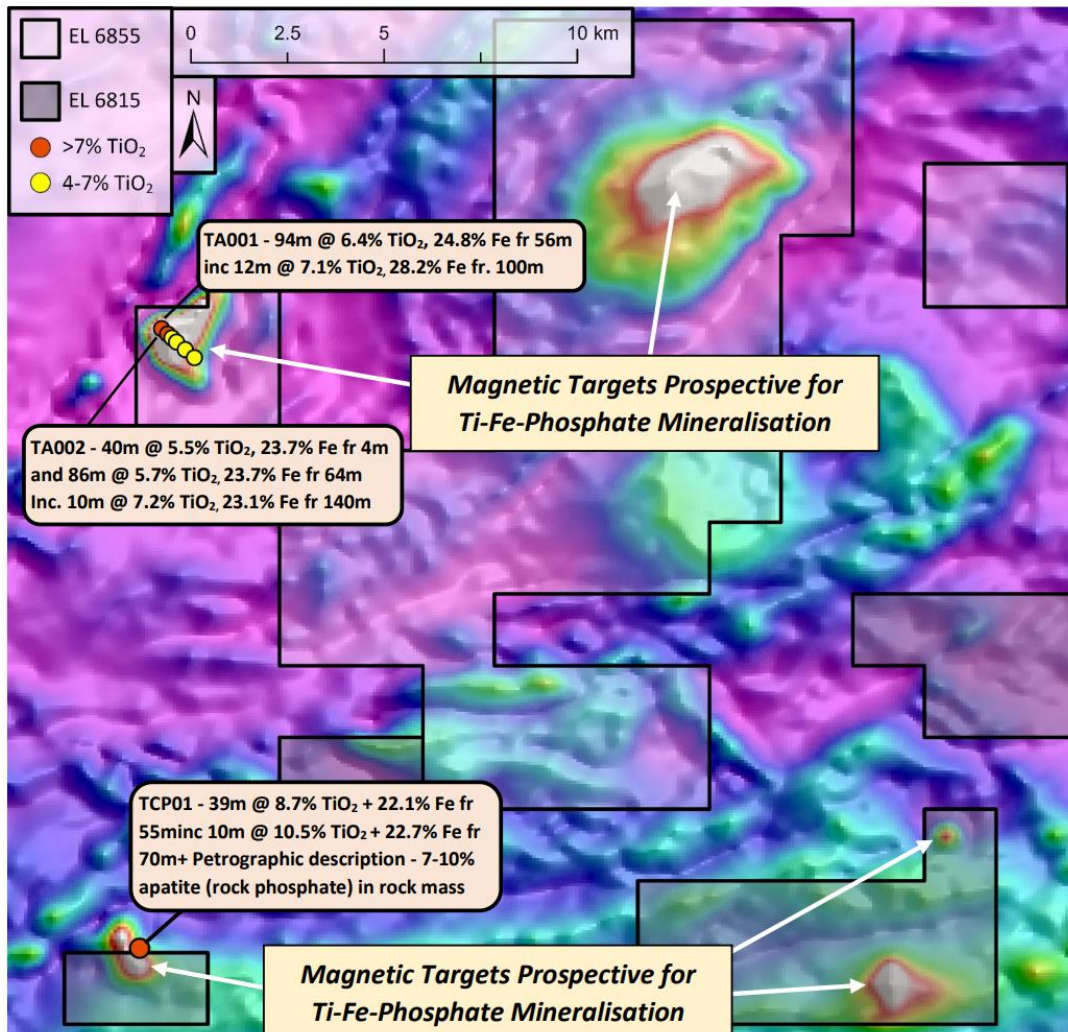 EL 6855
EL 6815
>7% TiO₂
4-7% TiO₂
0 2.5 5 10 km
N
TA001 - 94m @ 6.4% TiO₂, 24.8% Fe fr 56m
inc 12m @ 7.1% TiO₂, 28.2% Fe fr. 100m
Magnetic Targets Prospective for
Ti-Fe-Phosphate Mineralisation
TA002 - 40m @ 5.5% TiO₂, 23.7% Fe fr 4m
and 86m @ 5.7% TiO₂, 23.7% Fe fr 64m
Inc. 10m @ 7.2% TiO₂, 23.1% Fe fr 140m
TCP01 - 39m @ 8.7% TiO₂ + 22.1% Fe fr
55minc 10m @ 10.5% TiO₂ + 22.7% Fe fr
70m+ Petrographic description - 7-10%
apatite (rock phosphate) in rock mass
Magnetic Targets Prospective for
Ti-Fe-Phosphate Mineralisation